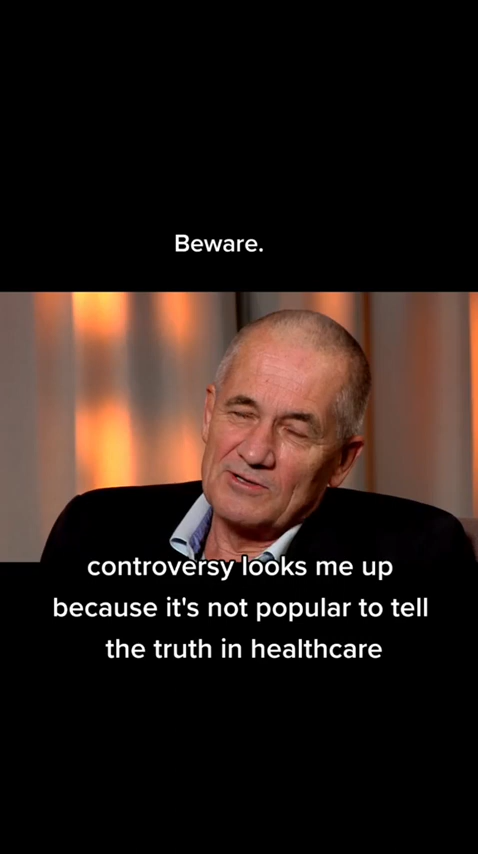 Beware.
controversy looks me up
because it's not popular to tell
the truth in healthcare